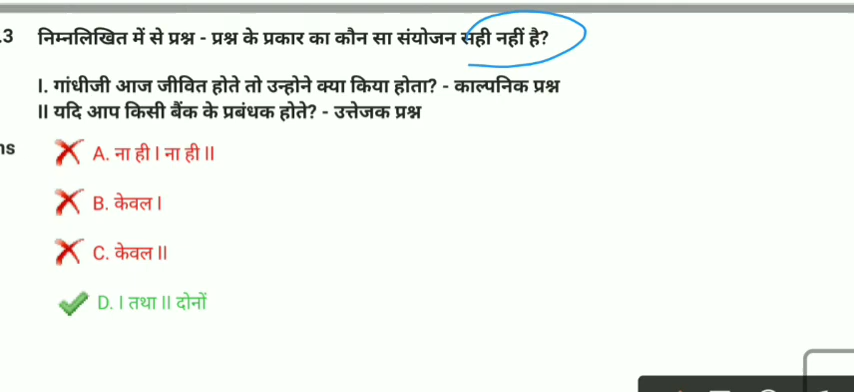 .3 निम्नलिखित में से प्रश्न - प्रश्न के प्रकार का कौन सा संयोजन सही नहीं है?
I. गांधीजी आज जीवित होते तो उन्होने क्या किया होता? - काल्पनिक प्रश्न
II यदि आप किसी बैंक के प्रबंधक होते? - उत्तेजक प्रश्न
ns
A. ना ही I ना ही II
B. केवल I
C. केवल II
D. I तथा II दोनों